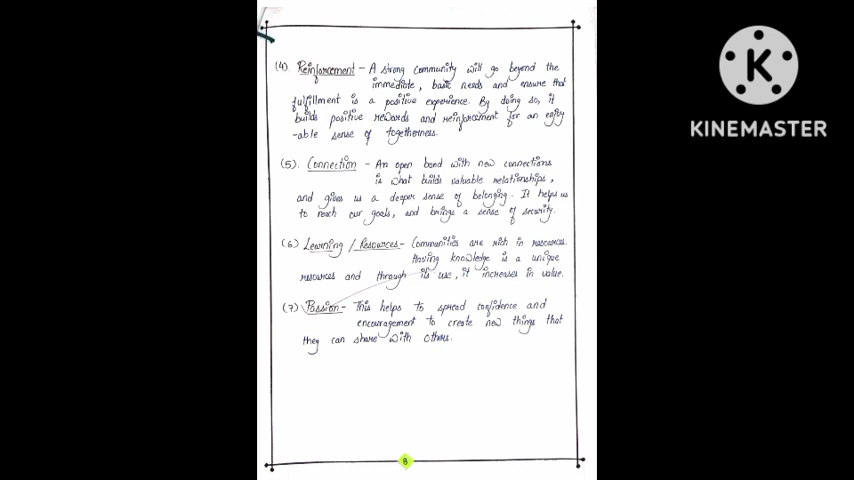 (4). Reinforcement - A strong community will go beyond the
immediate, basic needs and ensure that
fulfillment is a positive experience. By doing so, it
builds positive rewards and reinforcement for an enjoy
-able sense of togetherness.
(5). Connection - An open bond with new connections
is what builds valuable relationships,
and gives us a deeper sense of belonging. It helps us
to reach our goals, and brings a sense of security.
(6) Learning / Resources - Communities are rich in resources.
Having knowledge is a unique
resources and through its use, it increases in value.
(7) Passion - This helps to spread confidence and
encouragement to create new things that
they can share with others.
8
K
KINEMASTER